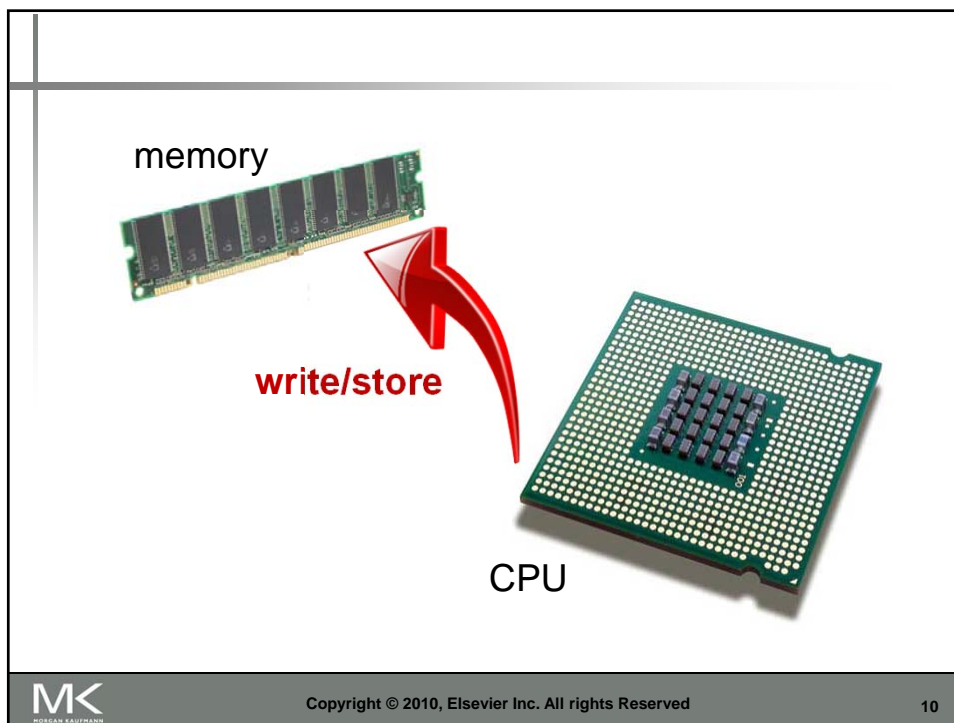 memory
write/store
CPU
MK
MORGAN KAUFMANN
Copyright © 2010, Elsevier Inc. All rights Reserved
10